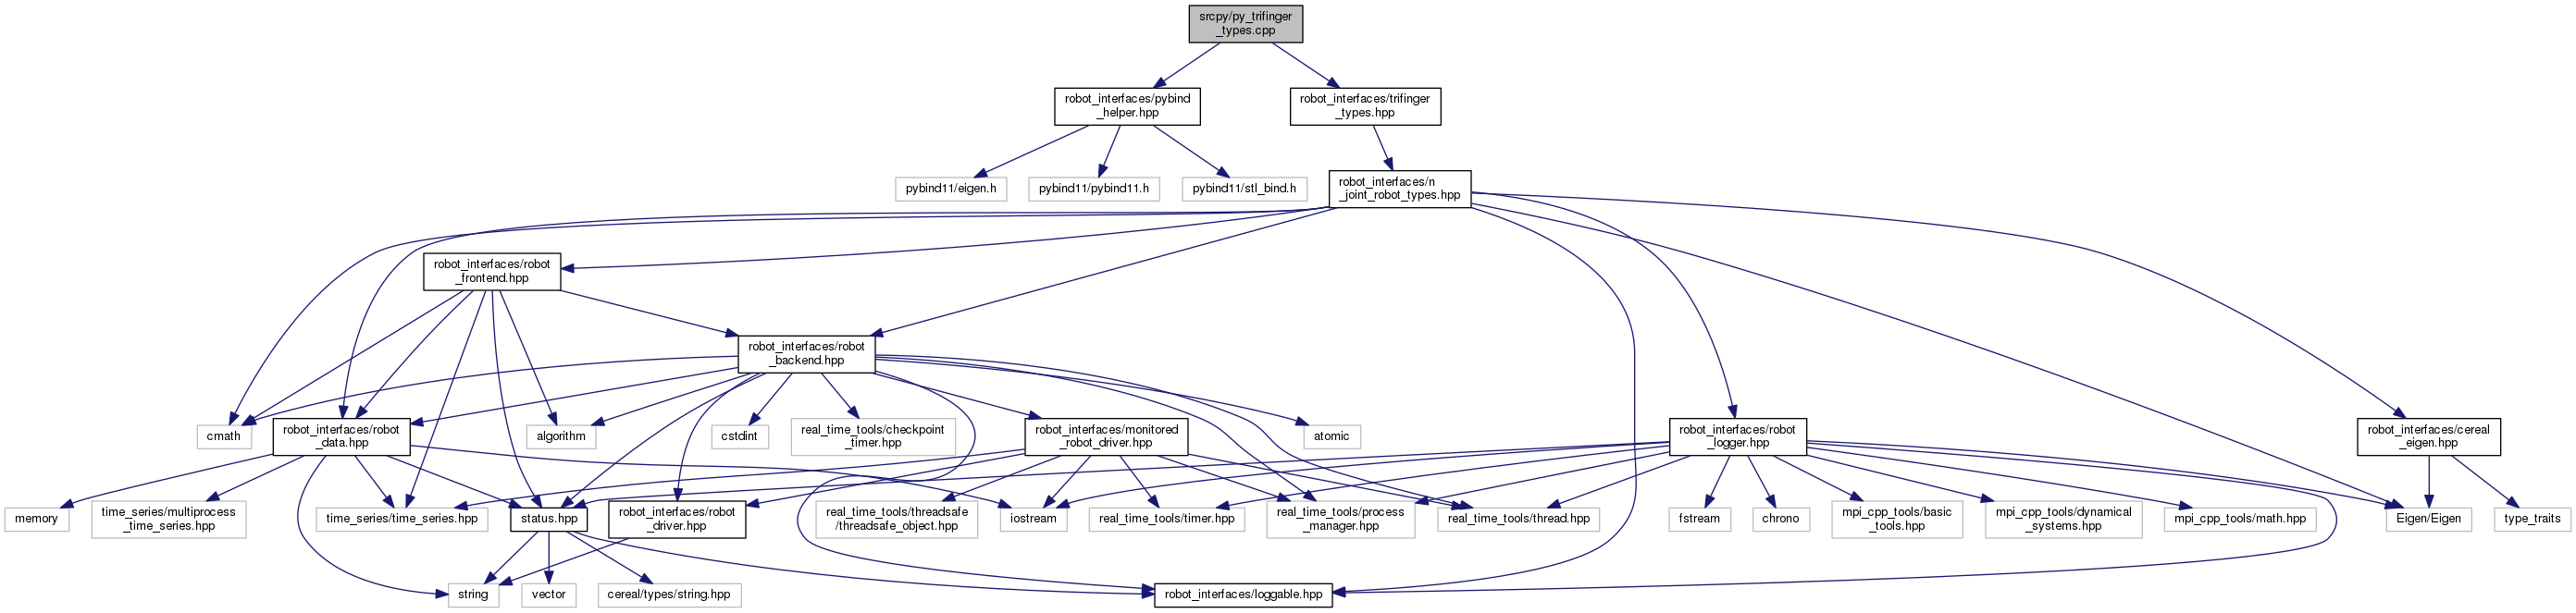 srcpy/py_trifinger
_types.cpp
robot_interfaces/pybind
_helper.hpp
robot_interfaces/trifinger
_types.hpp
pybind11/eigen.h
pybind11/pybind11.h
pybind11/stl_bind.h
robot_interfaces/n
_joint_robot_types.hpp
robot_interfaces/robot
_frontend.hpp
robot_interfaces/robot
_backend.hpp
cmath
robot_interfaces/robot
_data.hpp
algorithm
cstdint
real_time_tools/checkpoint
_timer.hpp
robot_interfaces/monitored
_robot_driver.hpp
atomic
robot_interfaces/robot
_logger.hpp
robot_interfaces/cereal
_eigen.hpp
memory
time_series/multiprocess
_time_series.hpp
time_series/time_series.hpp
status.hpp
robot_interfaces/robot
_driver.hpp
real_time_tools/threadsafe
/threadsafe_object.hpp
iostream
real_time_tools/timer.hpp
real_time_tools/process
_manager.hpp
real_time_tools/thread.hpp
fstream
chrono
mpi_cpp_tools/basic
_tools.hpp
mpi_cpp_tools/dynamical
_systems.hpp
mpi_cpp_tools/math.hpp
Eigen/Eigen
type_traits
string
vector
cereal/types/string.hpp
robot_interfaces/loggable.hpp